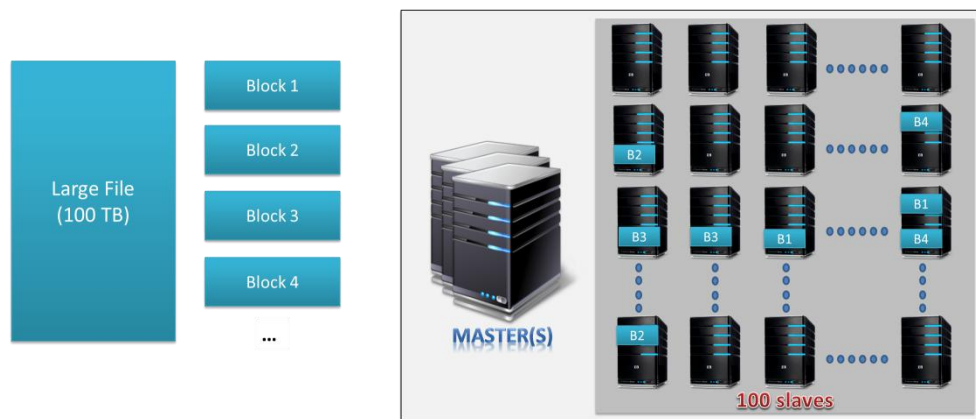 Large File
(100 TB)
Block 1
Block 2
Block 3
Block 4
...
MASTER(S)
B4
B2
B1
B3
B3
B1
B4
B2
100 slaves